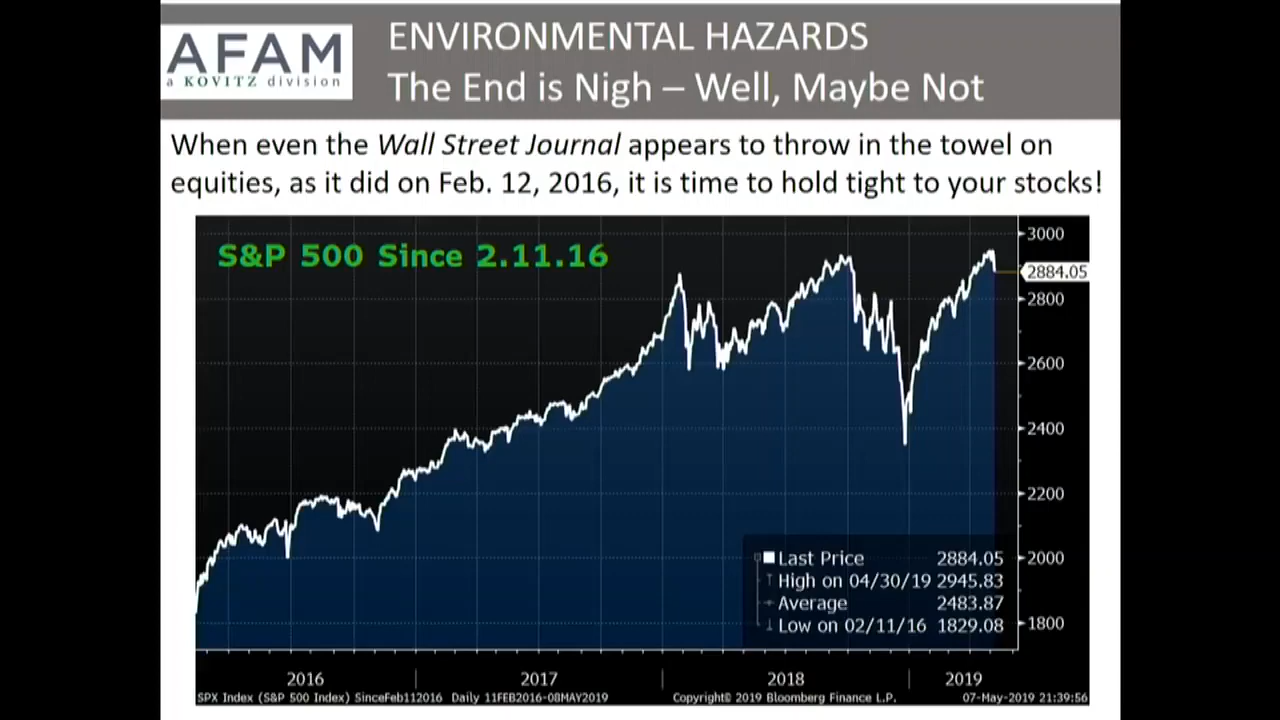 AFAM
a KOVITZ division
ENVIRONMENTAL HAZARDS
The End is Nigh – Well, Maybe Not
When even the Wall Street Journal appears to throw in the towel on
equities, as it did on Feb. 12, 2016, it is time to hold tight to your stocks!
S&P 500 Since 2.11.16
3000
2884.05
2800
2600
2400
2200
2000
1800
Last Price 2884.05
High on 04/30/19 2945.83
Average 2483.87
Low on 02/11/16 1829.08
2016 2017 2018 2019
SPX Index (S&P 500 Index) SinceFeb112016 Daily 11FEB2016-08MAY2019 Copyright© 2019 Bloomberg Finance L.P. 07-May-2019 21:39:56